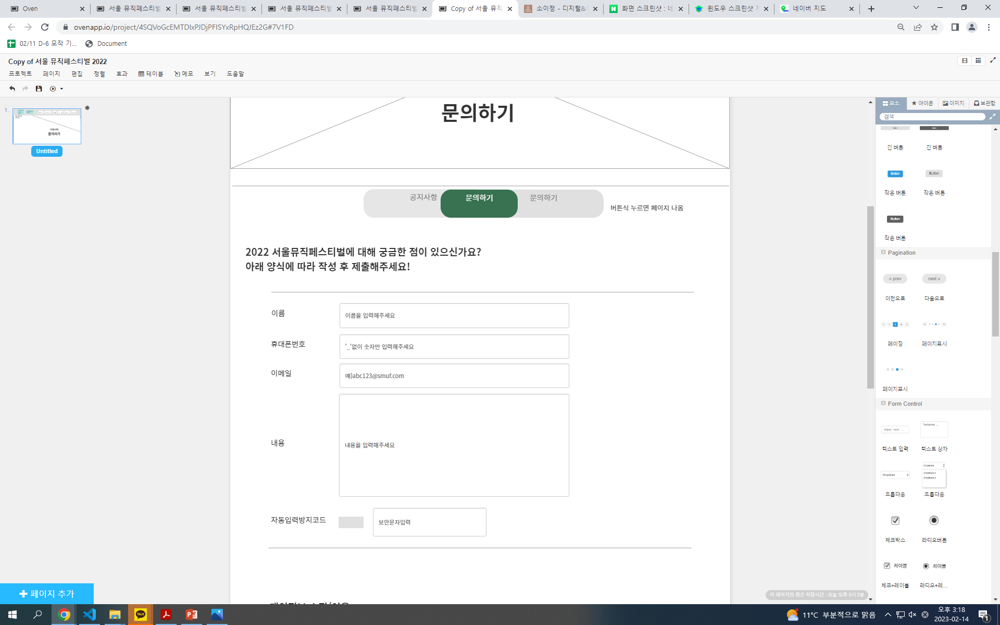 Oven
서울 뮤직페스티벌
서울 뮤직페스티벌
서울 뮤직페스티벌
서울 뮤직페스티벌
Copy of 서울 뮤직
소이정 - 디지털&
화면 스크린샷 : 네
윈도우 스크린샷
네이버 지도
ovenapp.io/project/4SQVoGcEMTDIxPJDjPFISYxRpHQJEz2G#7V1FD
02/11 D-6 모작 기...
Document
Copy of 서울 뮤직페스티벌 2022
프로젝트 페이지 편집 정렬 효과 테이블 메모 보기 도움말
1.
문의하기
Untitled
문의하기
공지사항 문의하기 문의하기
버튼식 누르면 페이지 나옴
2022 서울뮤직페스티벌에 대해 궁금한 점이 있으신가요?
아래 양식에 따라 작성 후 제출해주세요!
이름 이름을 입력해주세요
휴대폰번호 '_'없이 숫자만 입력해주세요
이메일 예)abc123@smuf.com
내용 내용을 입력해주세요
자동입력방지코드 보안문자입력
요소 아이콘 이미지 보관함
검색
긴 버튼 긴 버튼
Button Button
작은 버튼 작은 버튼
Button
작은 버튼
Pagination
< prev next >
이전으로 다음으로
페이징 페이지표시
페이지표시
Form Control
Input text ... Textarea ...
텍스트 입력 텍스트 상자
Dropdown Dropdown
Dropdown 1
Dropdown 2
드롭다운 드롭다운
체크박스 라디오버튼
레이블 레이블
체크+레이블 라디오+레...
이 페이지의 최근 저장시간 : 오늘 오후 3시 2분
페이지 추가
TALK
11°C 부분적으로 맑음
오후 3:18
2023-02-14
1